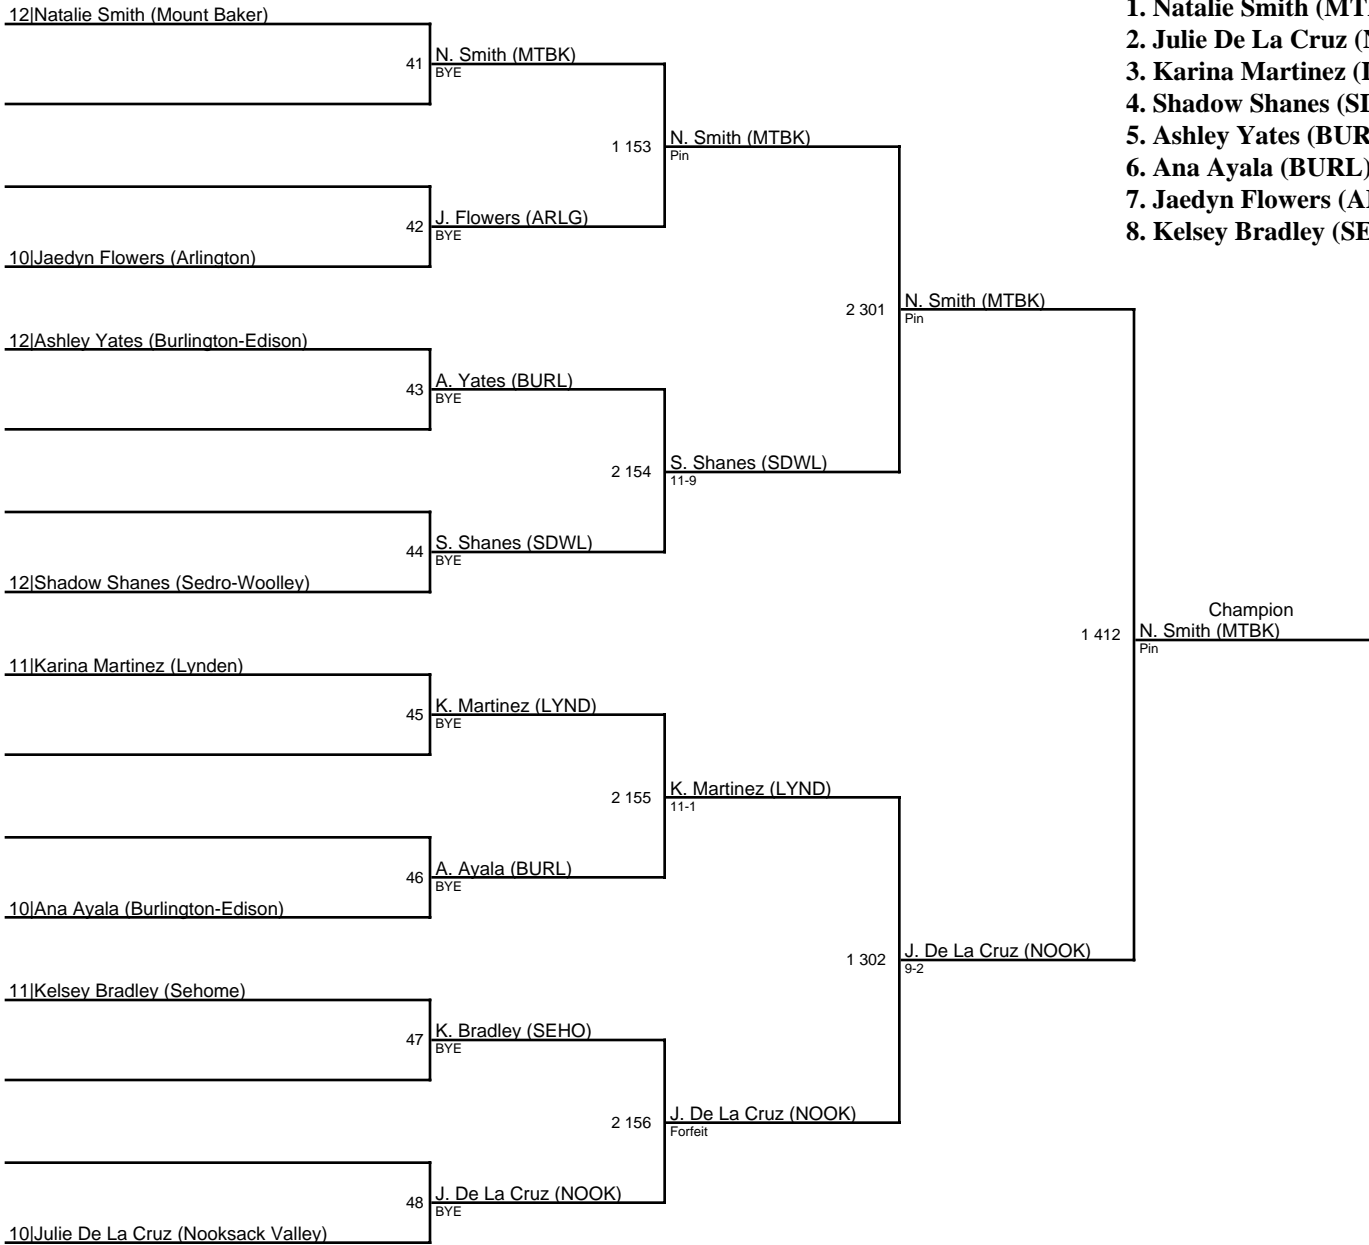 12|Natalie Smith (Mount Baker)
41
N. Smith (MTBK)
BYE
1 153
N. Smith (MTBK)
Pin
42
J. Flowers (ARLG)
BYE
10|Jaedyn Flowers (Arlington)
2 301
N. Smith (MTBK)
Pin
12|Ashley Yates (Burlington-Edison)
43
A. Yates (BURL)
BYE
2 154
S. Shanes (SDWL)
11-9
44
S. Shanes (SDWL)
BYE
12|Shadow Shanes (Sedro-Woolley)
Champion
1 412
N. Smith (MTBK)
Pin
11|Karina Martinez (Lynden)
45
K. Martinez (LYND)
BYE
2 155
K. Martinez (LYND)
11-1
46
A. Ayala (BURL)
BYE
10|Ana Ayala (Burlington-Edison)
1 302
J. De La Cruz (NOOK)
9-2
11|Kelsey Bradley (Sehome)
47
K. Bradley (SEHO)
BYE
2 156
J. De La Cruz (NOOK)
Forfeit
48
J. De La Cruz (NOOK)
BYE
10|Julie De La Cruz (Nooksack Valley)
1. Natalie Smith
2. Julie De La Cruz
3. Karina Martinez
4. Shadow Shanes
5. Ashley Yates (BUR
6. Ana Ayala (BURL)
7. Jaedyn Flowers
8. Kelsey Bradley